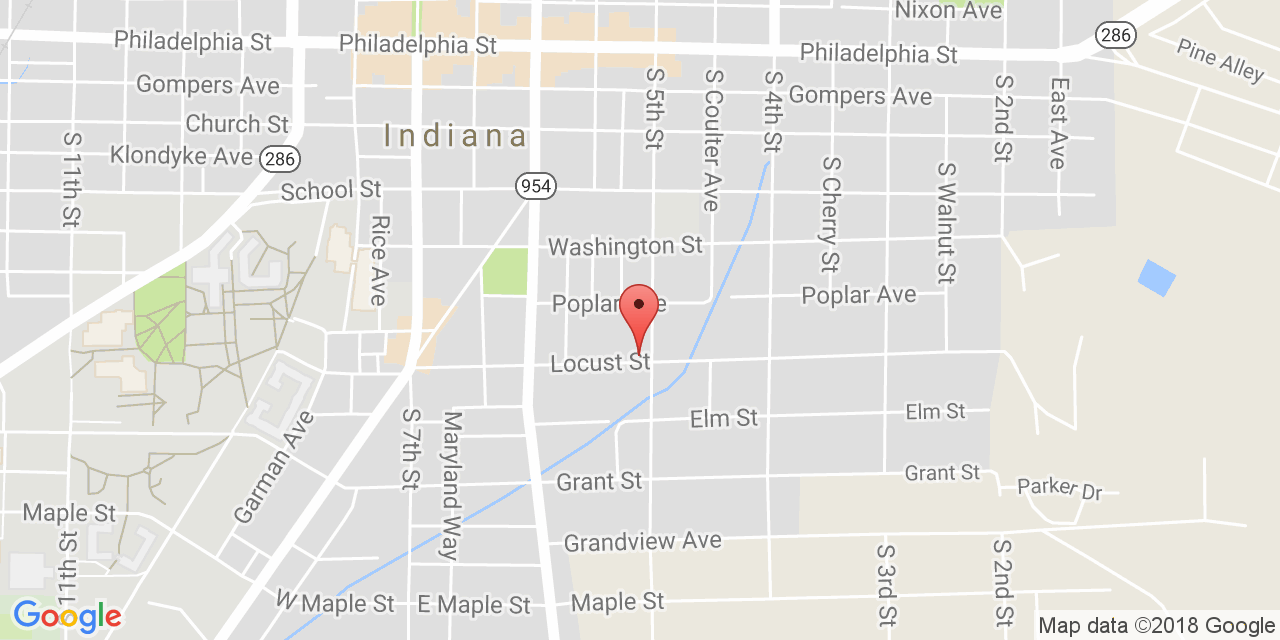 Nixon Ave
286
Philadelphia St
Philadelphia St
Philadelphia St
Pine Alley
Gompers Ave
S 5th St
S Coulter Ave
S 4th St
Gompers Ave
S 2nd St
East Ave
Church St
Indiana
S 11th St
Klondyke Ave
286
School St
954
S Cherry St
S Walnut St
Rice Ave
Washington St
Poplar Ave
Poplar Ave
Locust St
S 7th St
Maryland Way
Garman Ave
Elm St
Elm St
Grant St
Grant St
Parker Dr
Maple St
11th St
Grandview Ave
S 3rd St
S 2nd St
W Maple St
E Maple St
Maple St
Google
Map data ©2018 Google